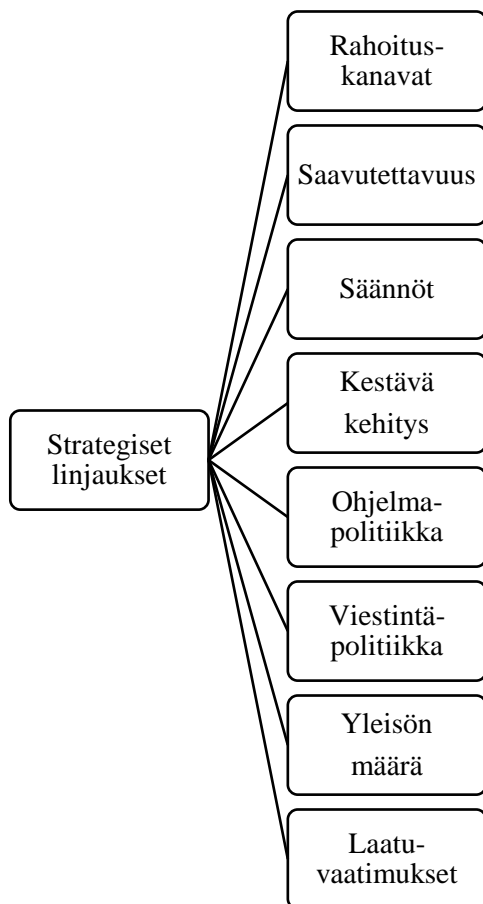 Rahoitus-
kanavat
Saavutettavuus
Säännöt
Kestävä
kehitys
Strategiset
linjaukset
Ohjelma-
politiikka
Viestintä-
politiikka
Yleisön
määrä
Laatu-
vaatimukset